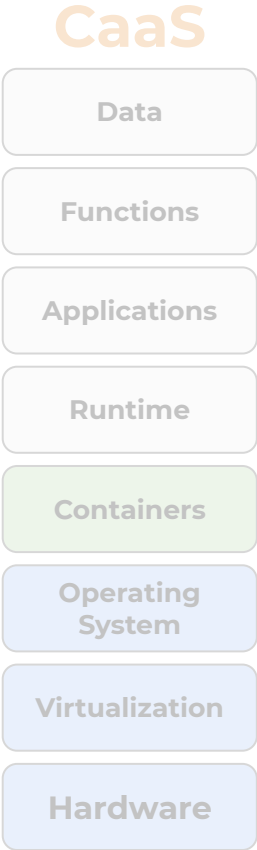 CaaS
Data
Functions
Applications
Runtime
Containers
Operating
System
Virtualization
Hardware